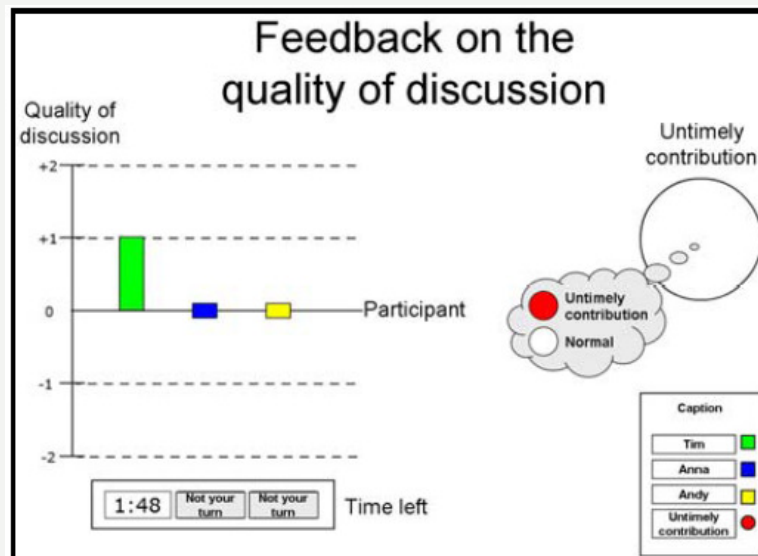 Feedback on the
quality of discussion
Quality of
discussion
+2
+1
0
-1
-2
Participant
Untimely
contribution
Untimely
contribution
Normal
1:48
Not your
turn
Not your
turn
Time left
Caption
Tim
Anna
Andy
Untimely
contribution